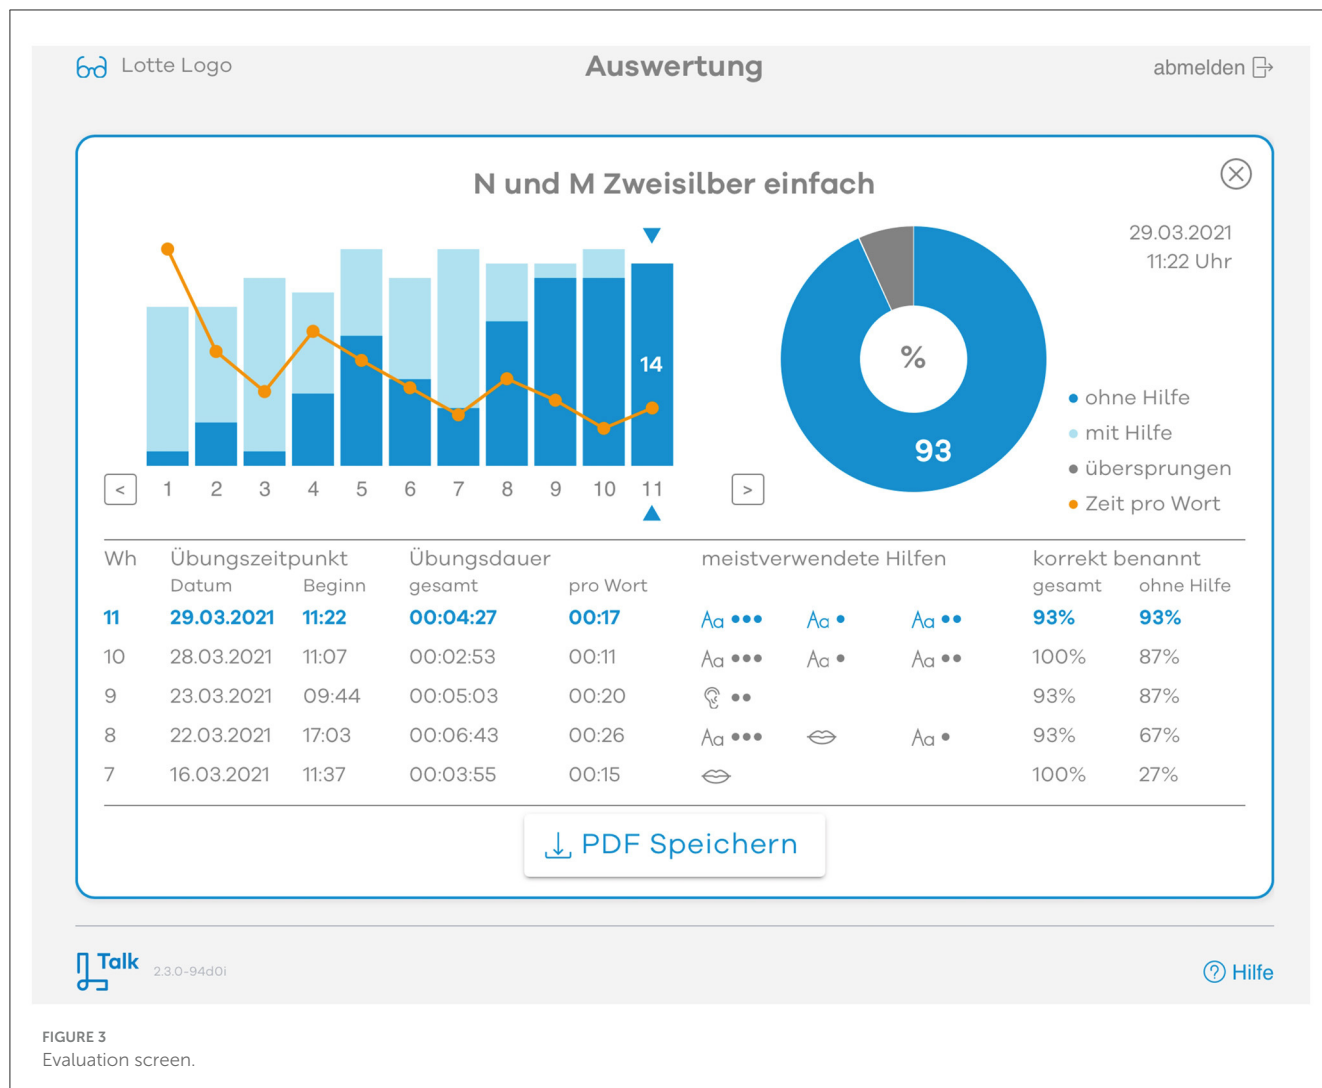 Lotte Logo
Auswertung
abmelden
N und M Zweisilber einfach
29.03.2021
11:22 Uhr
14
%
93
ohne Hilfe
mit Hilfe
übersprungen
Zeit pro Wort
< 1 2 3 4 5 6 7 8 9 10 11 >
Wh Übungszeitpunkt Übungsdauer meistverwendete Hilfen korrekt benannt
Datum Beginn gesamt pro Wort gesamt ohne Hilfe
11 29.03.2021 11:22 00:04:27 00:17 Aa ●●● Aa ● Aa ●● 93% 93%
10 28.03.2021 11:07 00:02:53 00:11 Aa ●●● Aa ● Aa ●● 100% 87%
9 23.03.2021 09:44 00:05:03 00:20 ●● 93% 87%
8 22.03.2021 17:03 00:06:43 00:26 Aa ●●● Aa ● 93% 67%
7 16.03.2021 11:37 00:03:55 00:15 100% 27%
PDF Speichern
Talk 2.3.0-94d0i
? Hilfe
FIGURE 3
Evaluation screen.